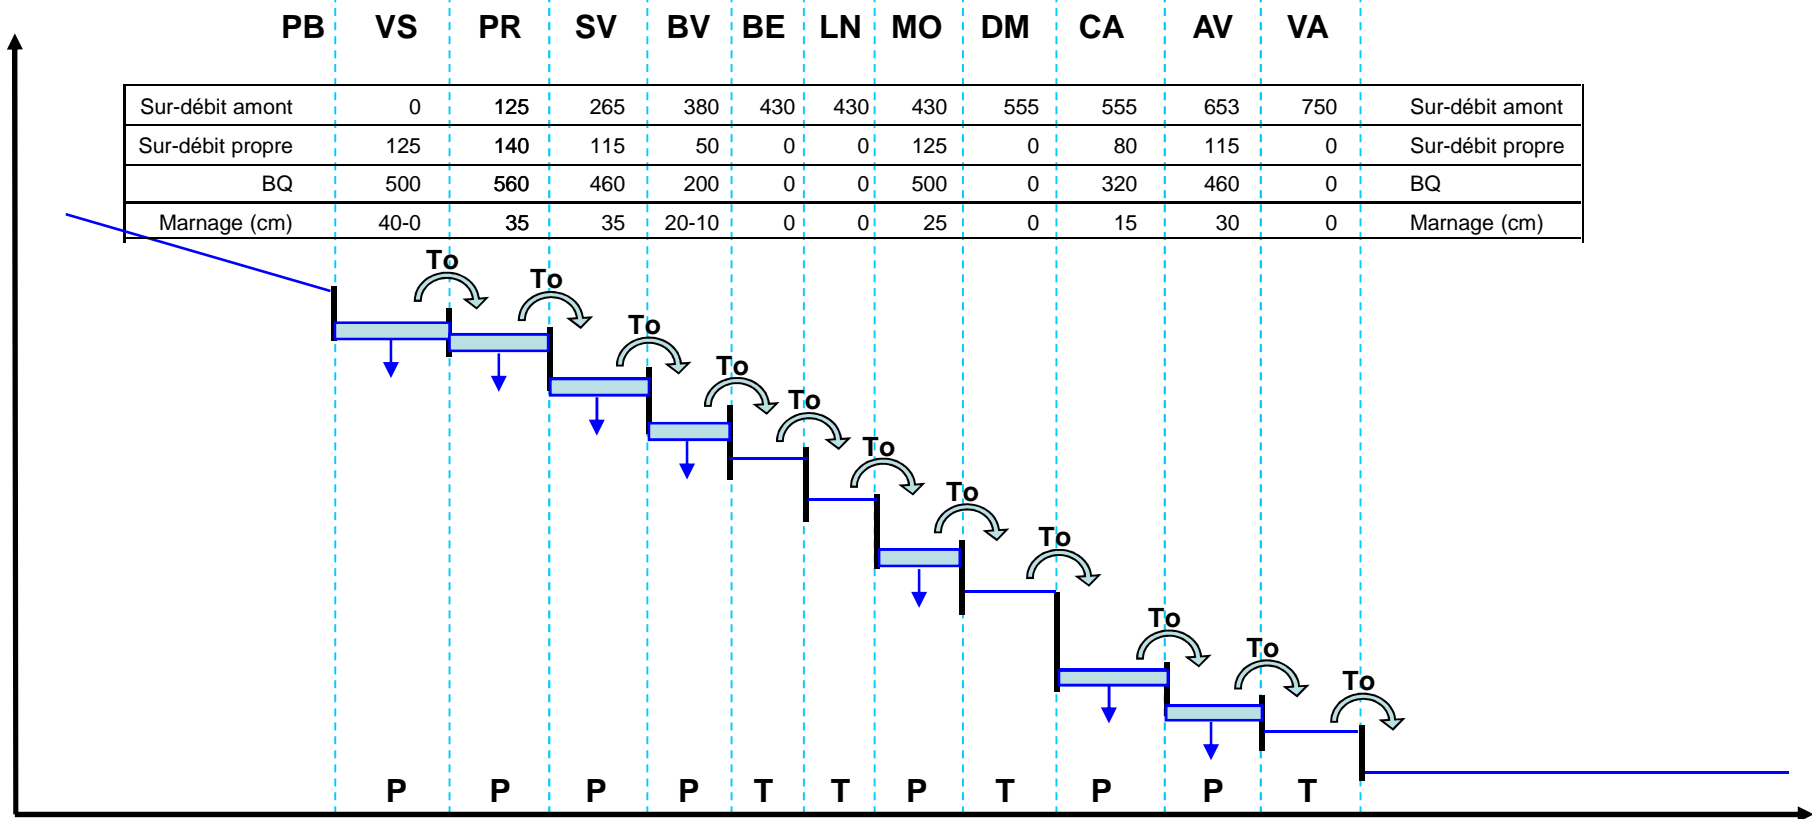 PB VS PR SV BV BE LN MO DM CA AV VA
Sur-débit amont 0 125 265 380 430 430 430 555 555 653 750 Sur-débit amont
Sur-débit propre 125 140 115 50 0 0 125 0 80 115 0 Sur-débit propre
BQ 500 560 460 200 0 0 500 0 320 460 0 BQ
Marnage (cm) 40-0 35 35 20-10 0 0 25 0 15 30 0 Marnage (cm)
To
To
To
To
To
To
To
To
To
To
To
P P P P T T P T P P T